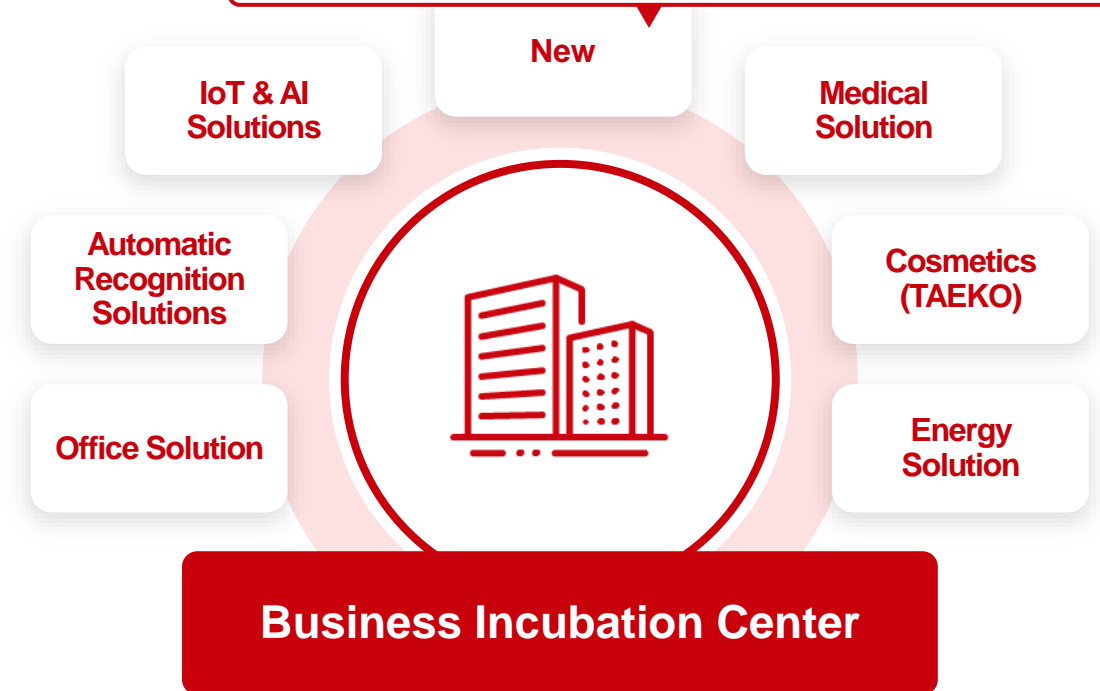 New
IoT & AI
Solutions
Medical
Solution
Automatic
Recognition
Solutions
Cosmetics
(TAEKO)
Office Solution
Energy
Solution
Business Incubation Center